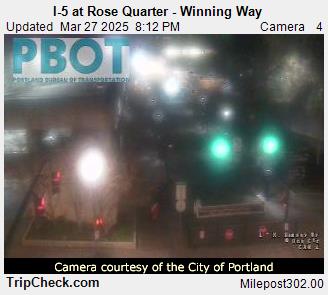 I-5 at Rose Quarter - Winning Way
Updated Mar 27 2025 8:12 PM Camera 4
PBOT
PORTLAND BUREAU OF TRANSPORTATION
Camera courtesy of the City of Portland
TripCheck.com Milepost302.00